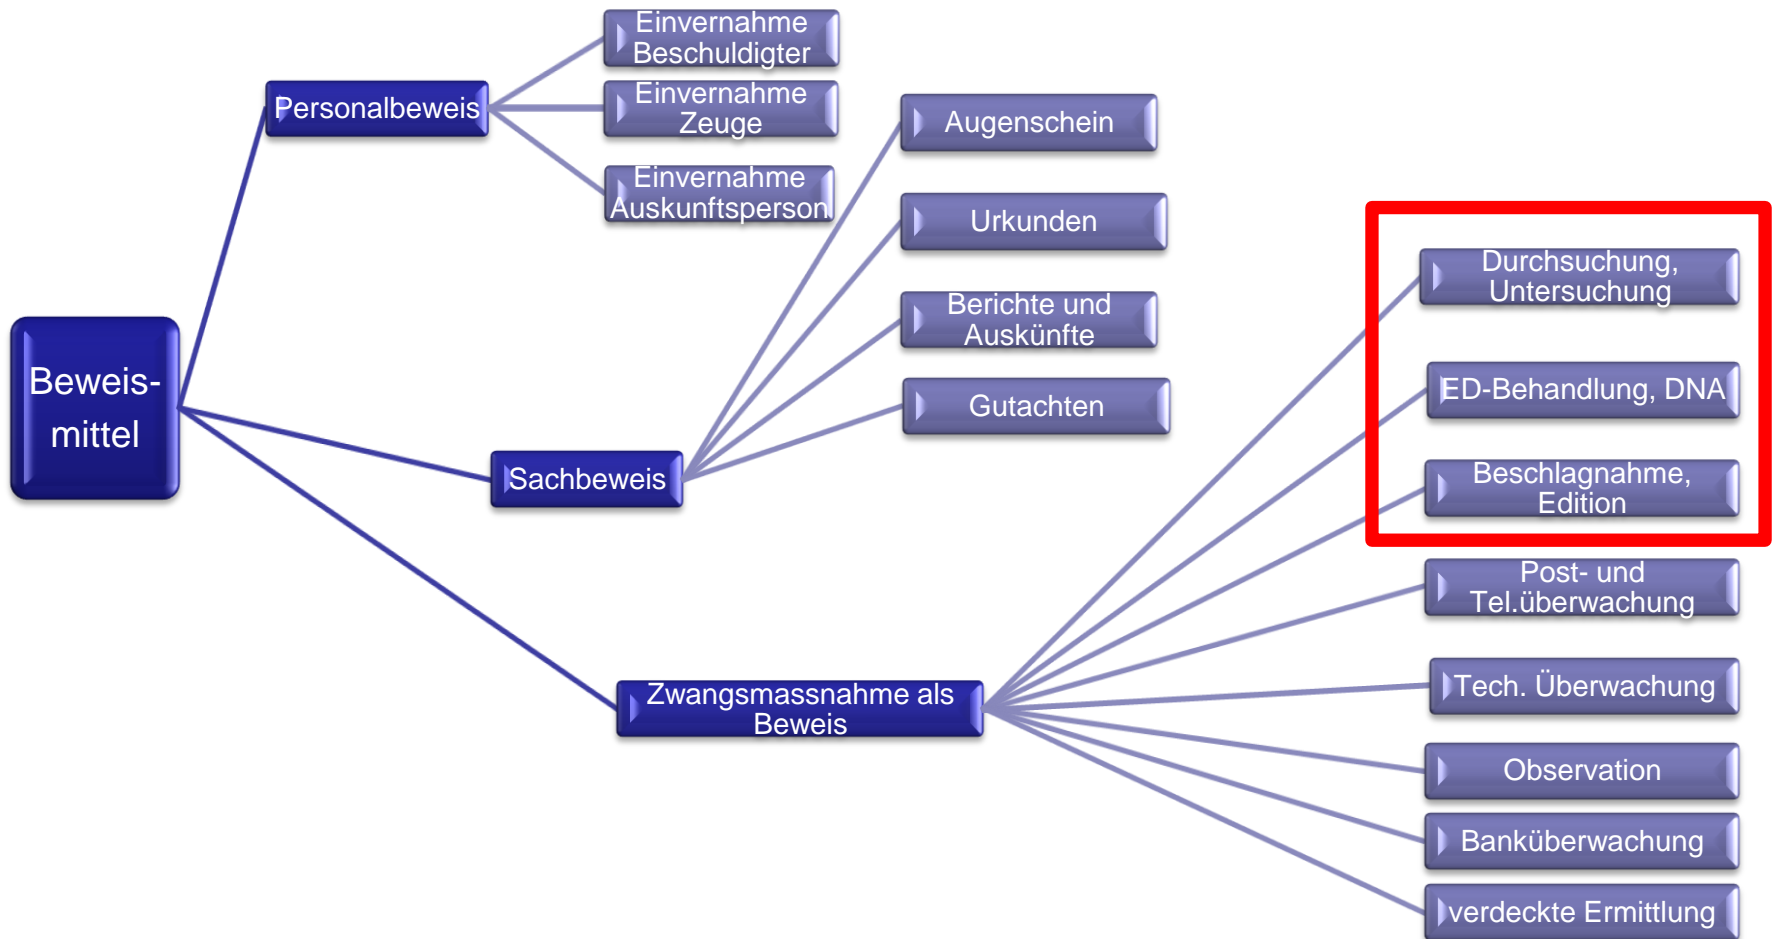 Beweis-
mittel
Personalbeweis
Einvernahme
Beschuldigter
Einvernahme
Zeuge
Einvernahme
Auskunftsperson
Sachbeweis
Augenschein
Urkunden
Berichte und
Auskünfte
Gutachten
Zwangsmassnahme als
Beweis
Durchsuchung,
Untersuchung
ED-Behandlung, DNA
Beschlagnahme,
Edition
Post- und
Tel.überwachung
Tech. Überwachung
Observation
Banküberwachung
verdeckte Ermittlung